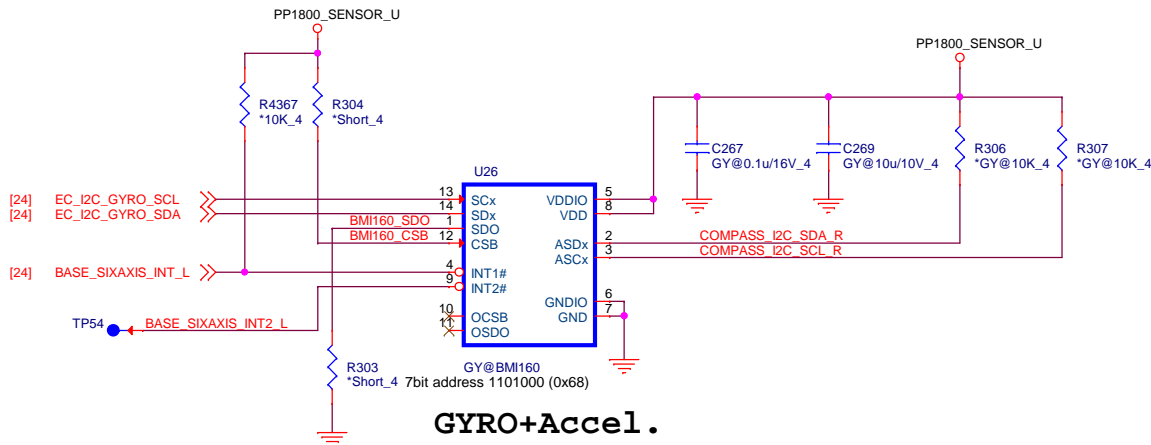 PP1800_SENSOR_U
PP1800_SENSOR_U
R4367
*10K_4
R304
*Short_4
C267
GY@0.1u/16V_4
C269
GY@10u/10V_4
R306
*GY@10K_4
R307
*GY@10K_4
U26
[24] EC_I2C_GYRO_SCL 13 SCx VDDIO 5
[24] EC_I2C_GYRO_SDA 14 SDx VDD 8
BMI160_SDO 1 SDO
BMI160_CSB 12 CSB
ASDx 2 COMPASS_I2C_SDA_R
ASCx 3 COMPASS_I2C_SCL_R
[24] BASE_SIXAXIS_INT_L 4 INT1#
9 INT2#
GNDIO 6
GND 7
TP54 BASE_SIXAXIS_INT2_L
10 OCSB
11 OSDO
R303
*Short_4
GY@BMI160
7bit address 1101000 (0x68)
GYRO+Accel.